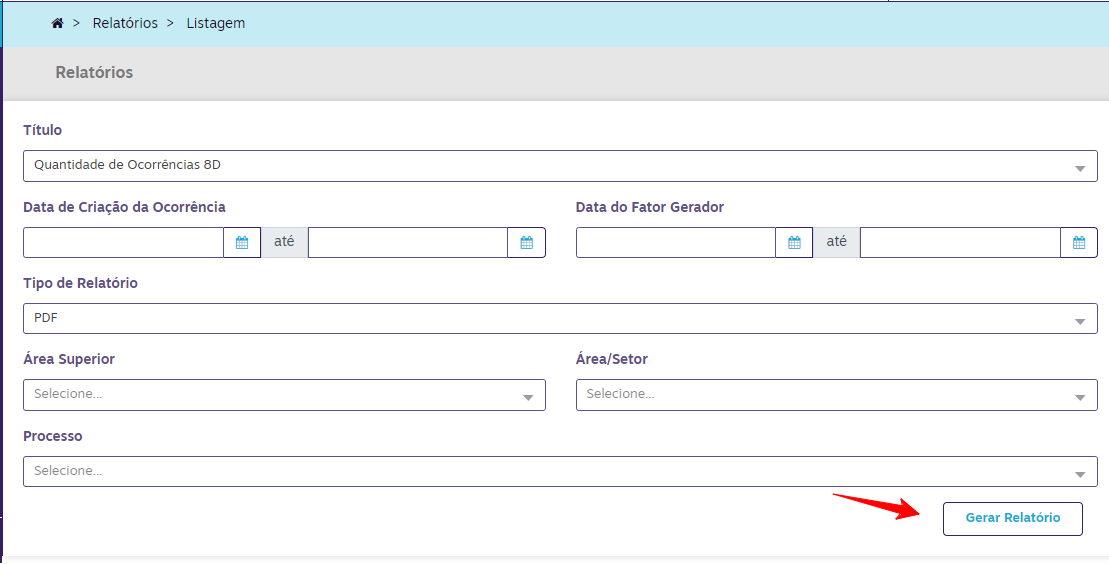 > Relatórios > Listagem
Relatórios
Título
Quantidade de Ocorrências 8D
Data de Criação da Ocorrência
Data do Fator Gerador
até
até
Tipo de Relatório
PDF
Área Superior
Área/Setor
Selecione...
Selecione...
Processo
Selecione...
Gerar Relatório